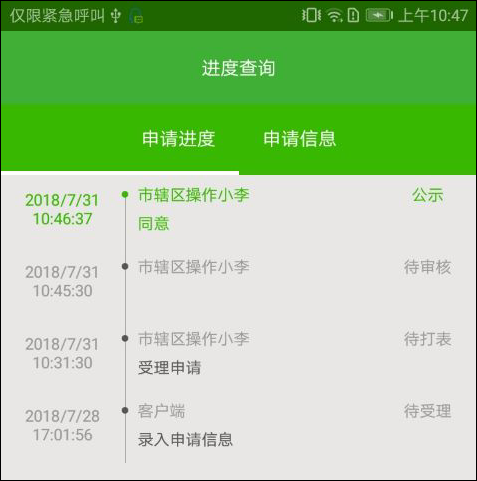 仅限紧急呼叫 上午10:47
进度查询
申请进度 申请信息
2018/7/31 市辖区操作小李 公示
10:46:37 同意
2018/7/31 市辖区操作小李 待审核
10:45:30
2018/7/31 市辖区操作小李 待打表
10:31:30 受理申请
2018/7/28 客户端 待受理
17:01:56 录入申请信息